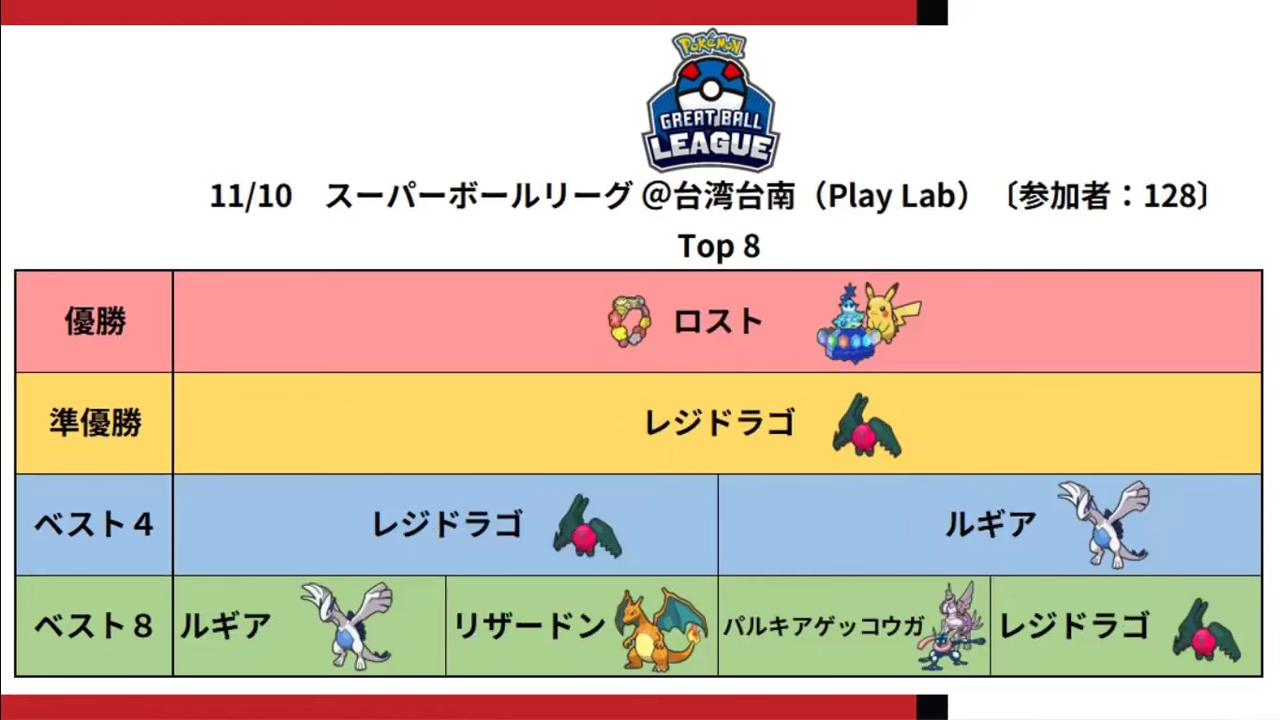 POKÉMON
GREAT BALL
LEAGUE
11/10　スーパーボールリーグ @台湾台南（Play Lab）〔参加者：128〕
Top 8
優勝 ロスト
準優勝 レジドラゴ
ベスト４ レジドラゴ ルギア
ベスト８ ルギア リザードン パルキアゲッコウガ レジドラゴ